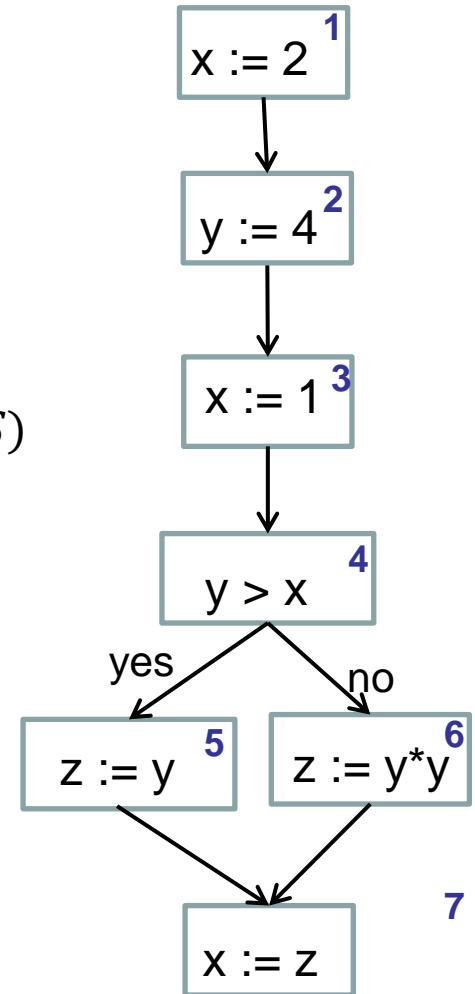 1
x := 2
2
y := 4
3
x := 1
)
4
y > x
yes
no
5
z := y
6
z := y*y
7
x := z